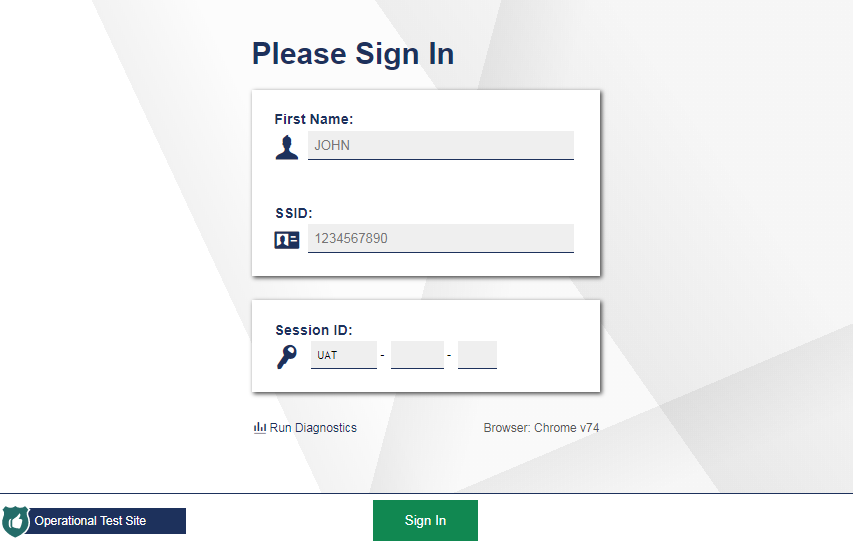 Please Sign In
First Name:
JOHN
SSID:
1234567890
Session ID:
UAT - -
Run Diagnostics Browser: Chrome v74
Operational Test Site Sign In